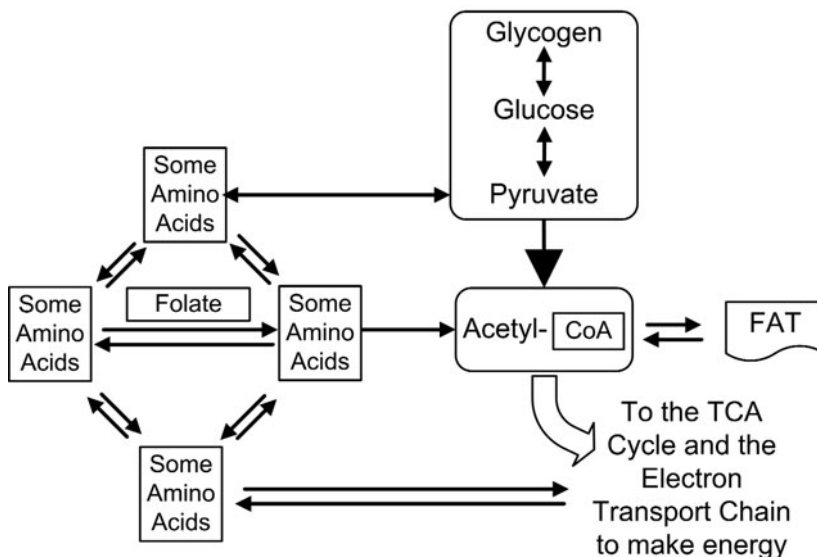 Glycogen
Glucose
Pyruvate
Some
Amino
Acids
Some
Amino
Acids
Folate
Some
Amino
Acids
Acetyl- CoA
FAT
Some
Amino
Acids
To the TCA
Cycle and the
Electron
Transport Chain
to make energy